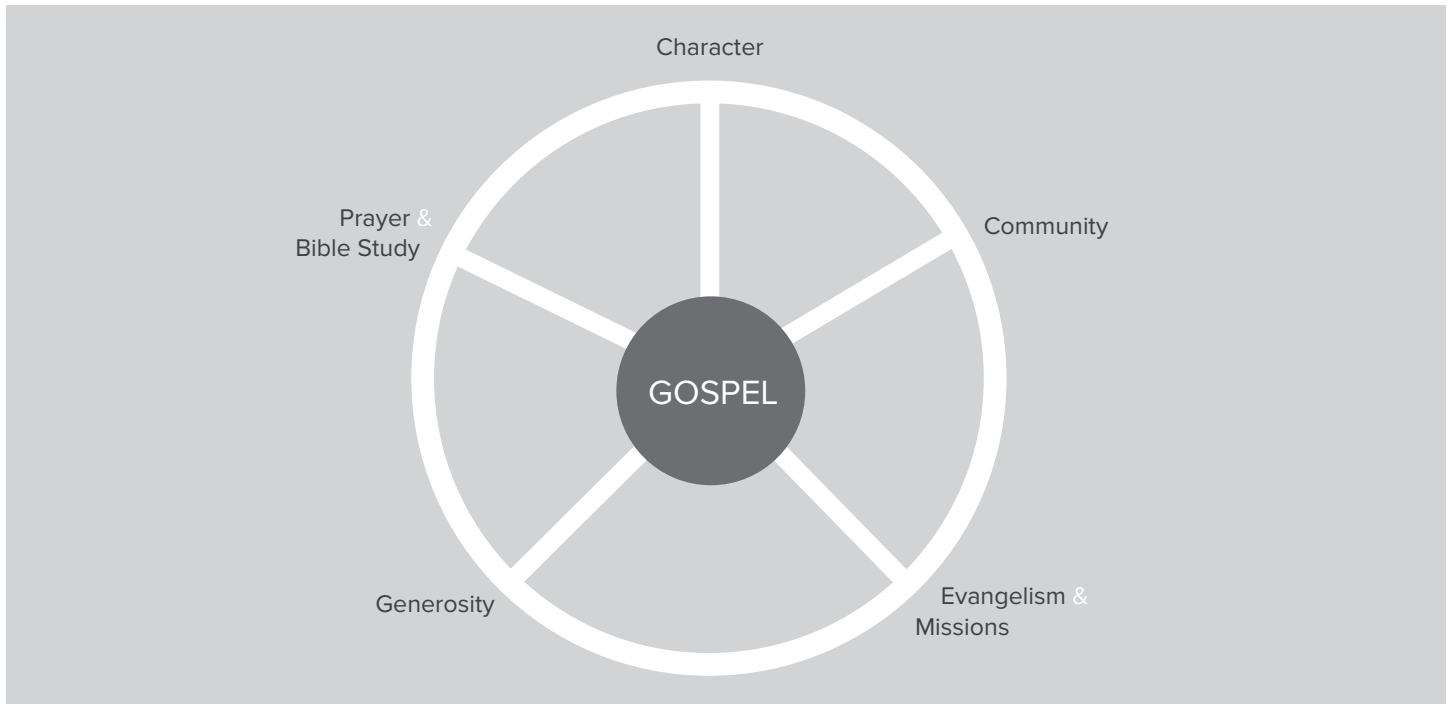 Character
Prayer &
Bible Study
Community
GOSPEL
Generosity
Evangelism &
Missions